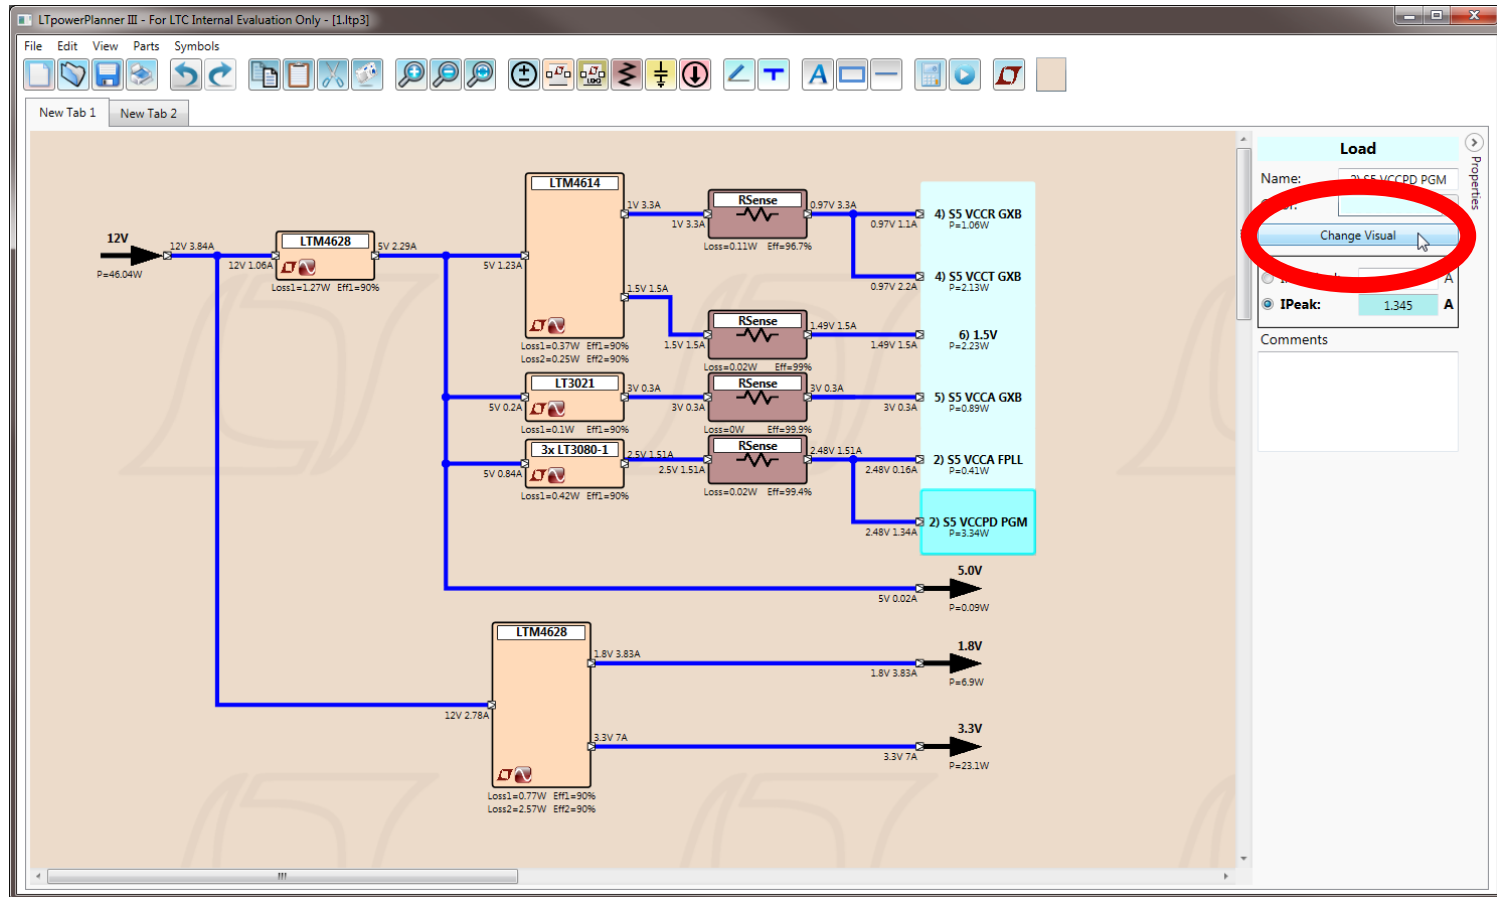 LTpowerPlanner III - For LTC Internal Evaluation Only - [1.ltp3]
File Edit View Parts Symbols
New Tab 1 New Tab 2
12V
12V 3.84A
P=46.04W
LTM4628
12V 1.06A
5V 2.29A
Loss1=1.27W Eff1=90%
LTM4614
5V 1.23A
1V 3.3A
1.5V 1.5A
Loss1=0.37W Eff1=90%
Loss2=0.25W Eff2=90%
RSense
1V 3.3A
0.97V 3.3A
Loss=0.11W Eff=96.7%
0.97V 1.1A
4) S5 VCCR GXB
P=1.06W
0.97V 2.2A
4) S5 VCCT GXB
P=2.13W
RSense
1.5V 1.5A
1.49V 1.5A
Loss=0.02W Eff=99%
1.49V 1.5A
6) 1.5V
P=2.23W
LT3021
5V 0.2A
3V 0.3A
Loss1=0.1W Eff1=90%
RSense
3V 0.3A
3V 0.3A
Loss=0W Eff=99.9%
3V 0.3A
5) S5 VCCA GXB
P=0.89W
3x LT3080-1
5V 0.84A
2.5V 1.51A
Loss1=0.42W Eff1=90%
RSense
2.5V 1.51A
2.48V 1.51A
Loss=0.02W Eff=99.4%
2.48V 0.16A
2) S5 VCCA FPLL
P=0.41W
2.48V 1.34A
2) S5 VCCPD PGM
P=3.34W
5.0V
5V 0.02A
P=0.09W
LTM4628
12V 2.78A
1.8V 3.83A
3.3V 7A
Loss1=0.77W Eff1=90%
Loss2=2.57W Eff2=90%
1.8V
1.8V 3.83A
P=6.9W
3.3V
3.3V 7A
P=23.1W
Load
Properties
Name: 2) S5 VCCPD PGM
Change Visual
A
IPeak: 1.345 A
Comments